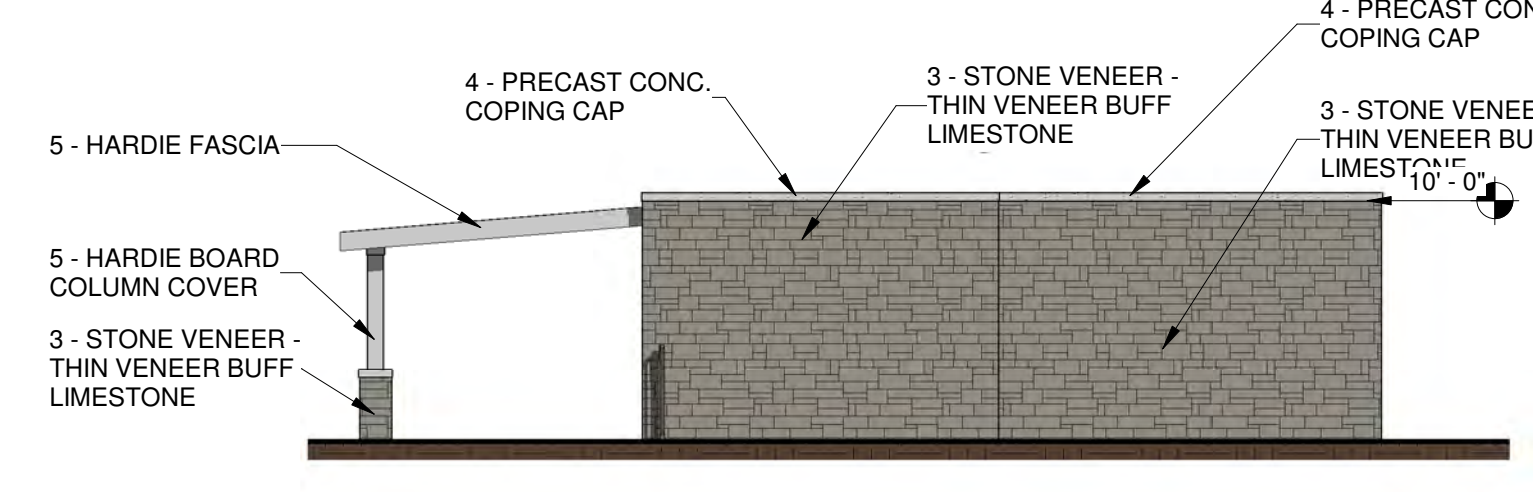 4 - PRECAST CON
COPING CAP
3 - STONE VENEER -
THIN VENEER BUFF
LIMESTONE
4 - PRECAST CONC.
COPING CAP
3 - STONE VENEE
THIN VENEER BU
LIMESTONE
10' - 0"
5 - HARDIE FASCIA
5 - HARDIE BOARD
COLUMN COVER
3 - STONE VENEER -
THIN VENEER BUFF
LIMESTONE